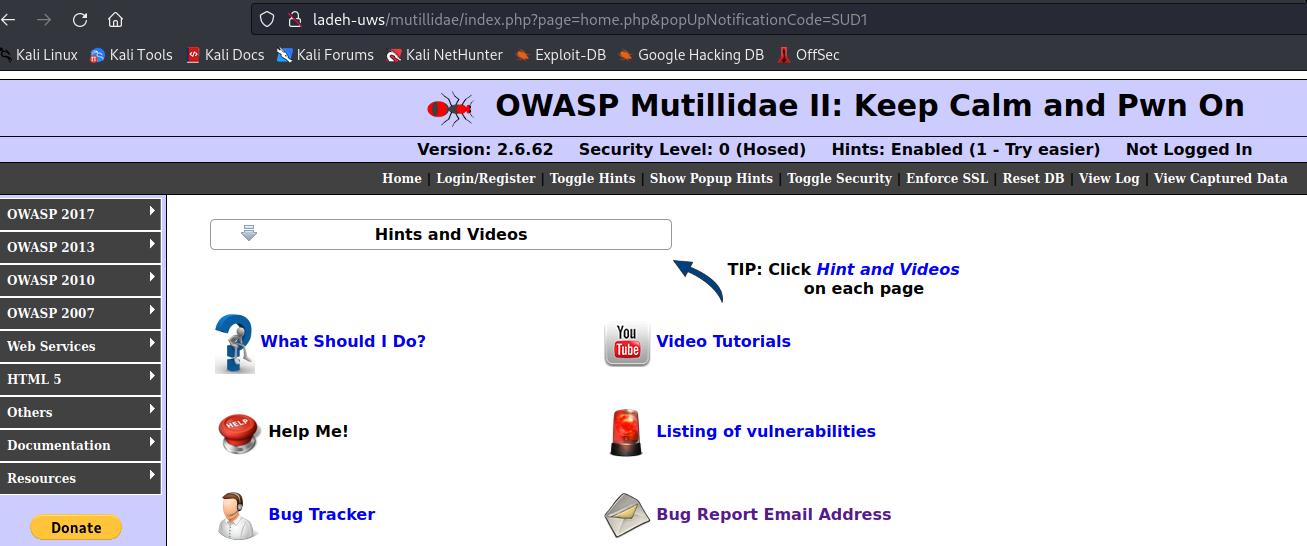 ladeh-uws/mutillidae/index.php?page=home.php&popUpNotificationCode=SUD1
Kali Linux Kali Tools Kali Docs Kali Forums Kali NetHunter Exploit-DB Google Hacking DB OffSec
OWASP Mutillidae II: Keep Calm and Pwn On
Version: 2.6.62 Security Level: 0 (Hosed) Hints: Enabled (1 - Try easier) Not Logged In
Home | Login/Register | Toggle Hints | Show Popup Hints | Toggle Security | Enforce SSL | Reset DB | View Log | View Captured Data
OWASP 2017
OWASP 2013
OWASP 2010
OWASP 2007
Web Services
HTML 5
Others
Documentation
Resources
Donate
Hints and Videos
TIP: Click Hint and Videos
on each page
What Should I Do?
You
Tube
Video Tutorials
HELP
Help Me!
Listing of vulnerabilities
Bug Tracker
Bug Report Email Address